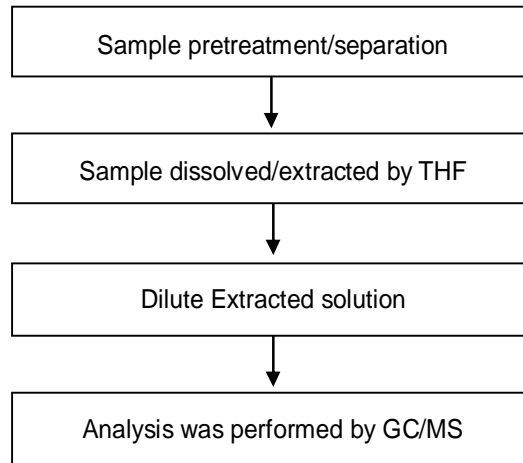 Sample pretreatment/separation
Sample dissolved/extracted by THF
Dilute Extracted solution
Analysis was performed by GC/MS